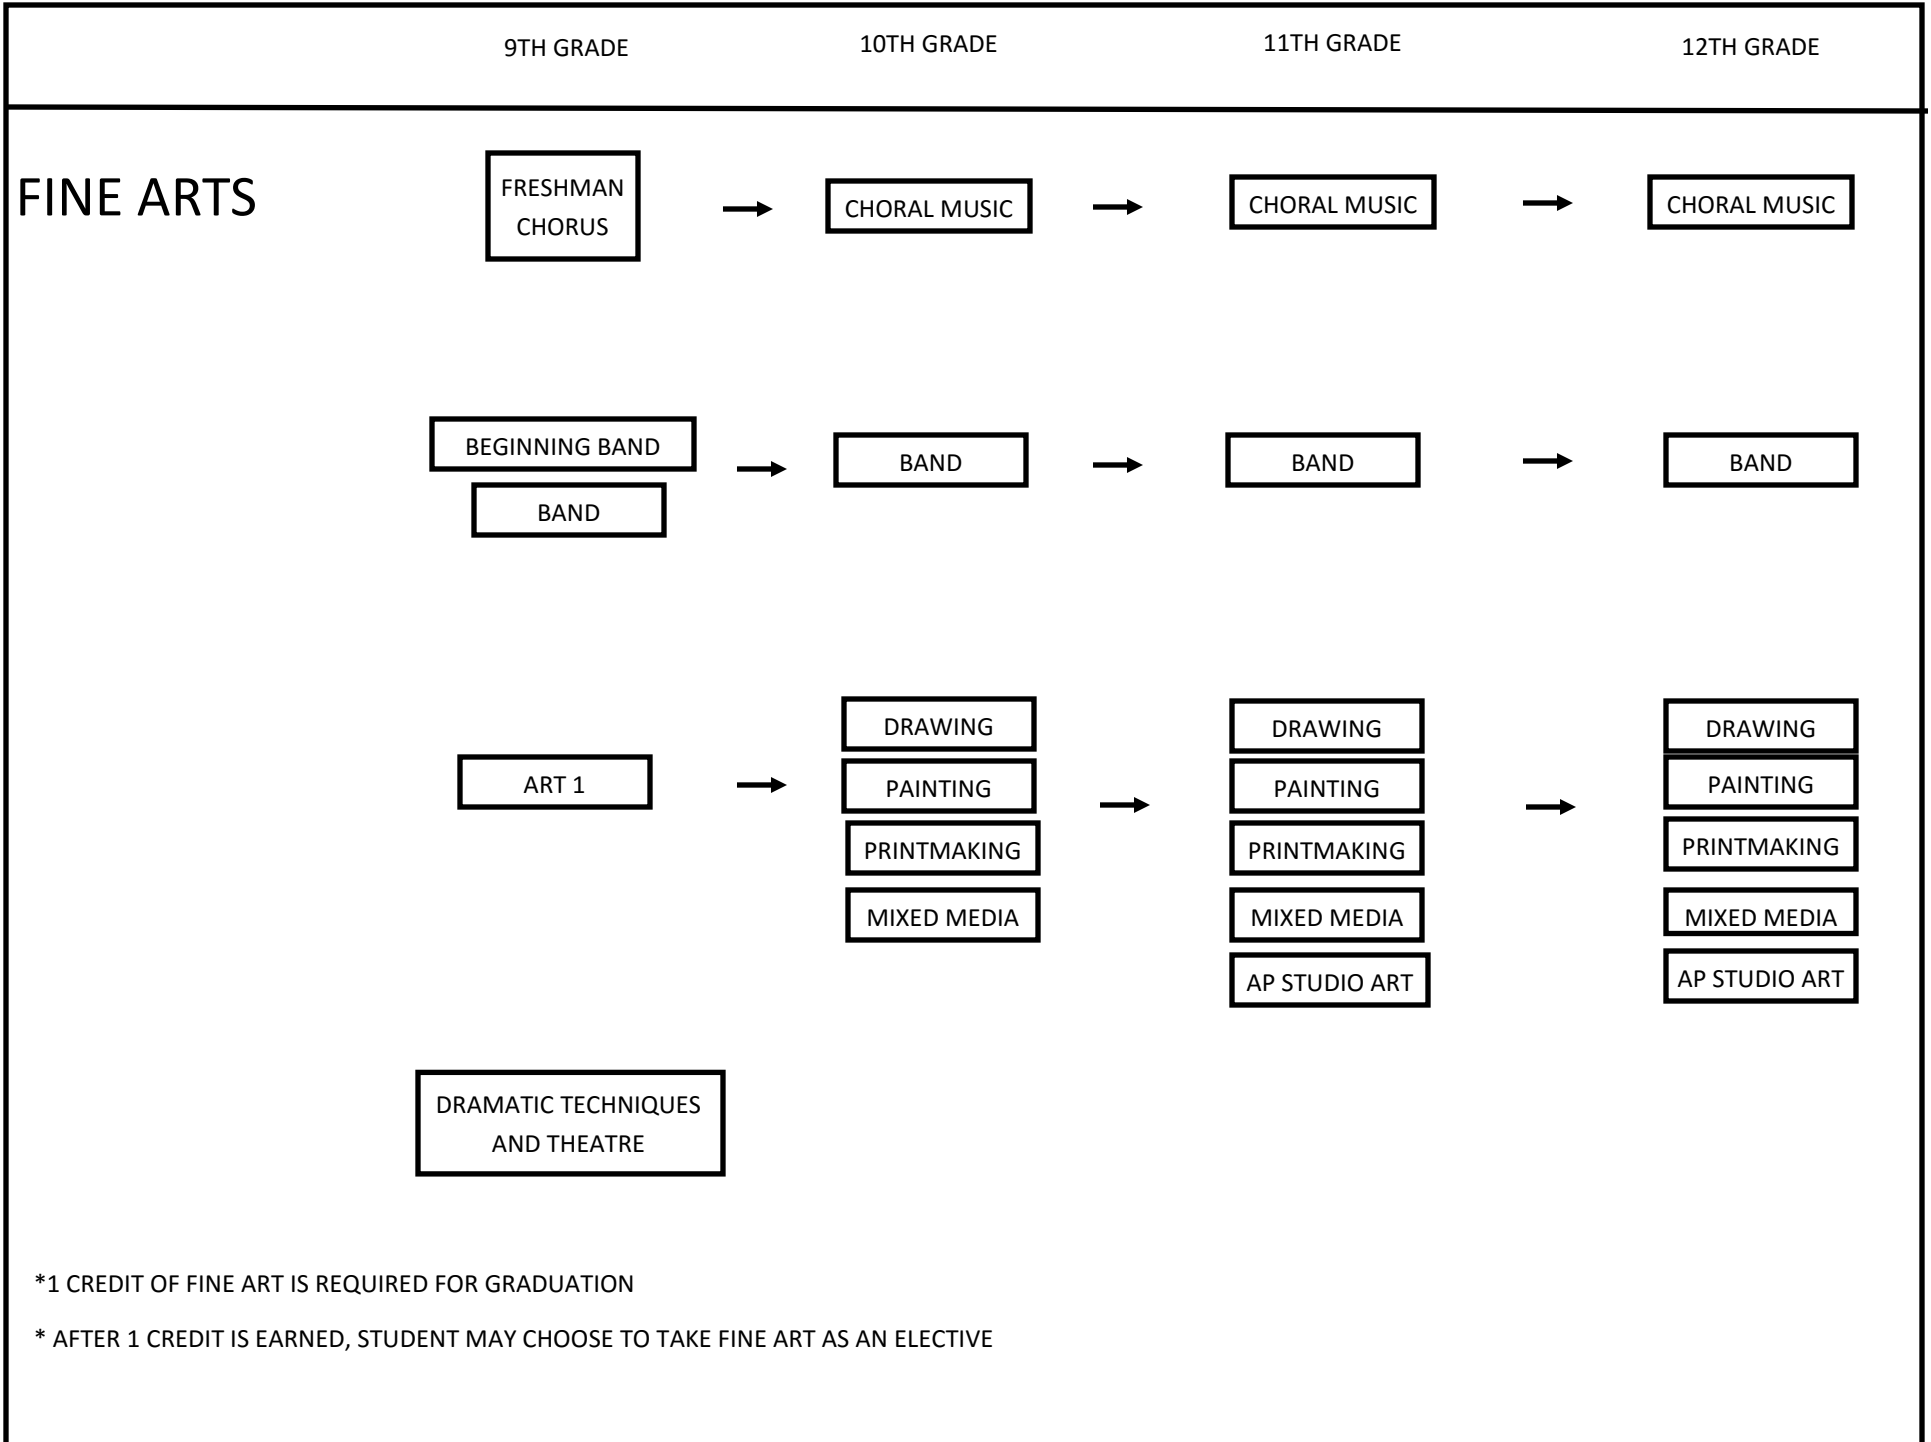 9TH GRADE
10TH GRADE
11TH GRADE
12TH GRADE
FINE ARTS
FRESHMAN
CHORUS
CHORAL MUSIC
CHORAL MUSIC
CHORAL MUSIC
BEGINNING BAND
BAND
BAND
BAND
BAND
ART 1
DRAWING
PAINTING
PRINTMAKING
MIXED MEDIA
DRAWING
PAINTING
PRINTMAKING
MIXED MEDIA
AP STUDIO ART
DRAWING
PAINTING
PRINTMAKING
MIXED MEDIA
AP STUDIO ART
DRAMATIC TECHNIQUES
AND THEATRE
*1 CREDIT OF FINE ART IS REQUIRED FOR GRADUATION
* AFTER 1 CREDIT IS EARNED, STUDENT MAY CHOOSE TO TAKE FINE ART AS AN ELECTIVE